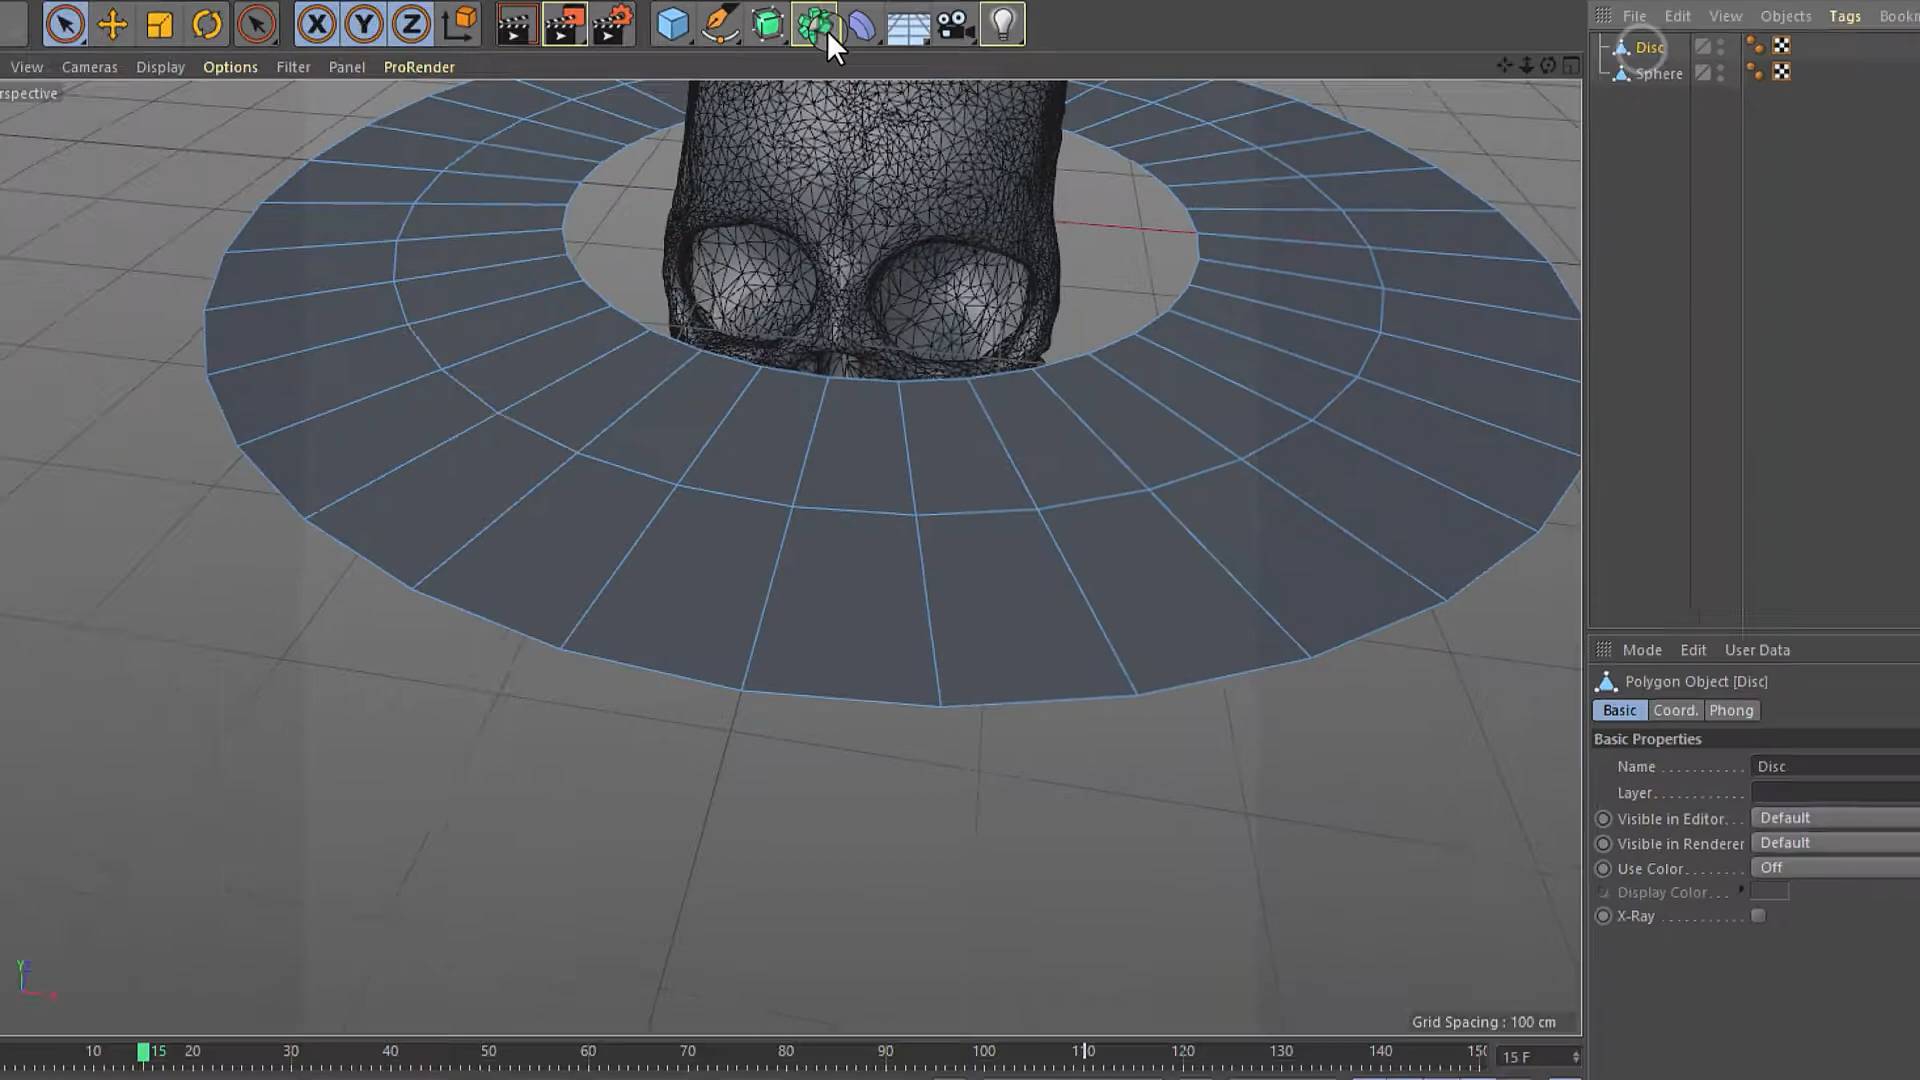 X Y Z
File Edit View Objects Tags Bookn
View Cameras Display Options Filter Panel ProRender
Disc
Sphere
rspective
Mode Edit User Data
Polygon Object [Disc]
Basic Coord. Phong
Basic Properties
Name . . . . . . . . . . . Disc
Layer. . . . . . . . . . . .
Visible in Editor. . . Default
Visible in Renderer Default
Use Color. . . . . . . . Off
Display Color. . .
X-Ray . . . . . . . . . .
Y
Z
X
Grid Spacing : 100 cm
10 15 20 30 40 50 60 70 80 90 100 110 120 130 140 150
15 F